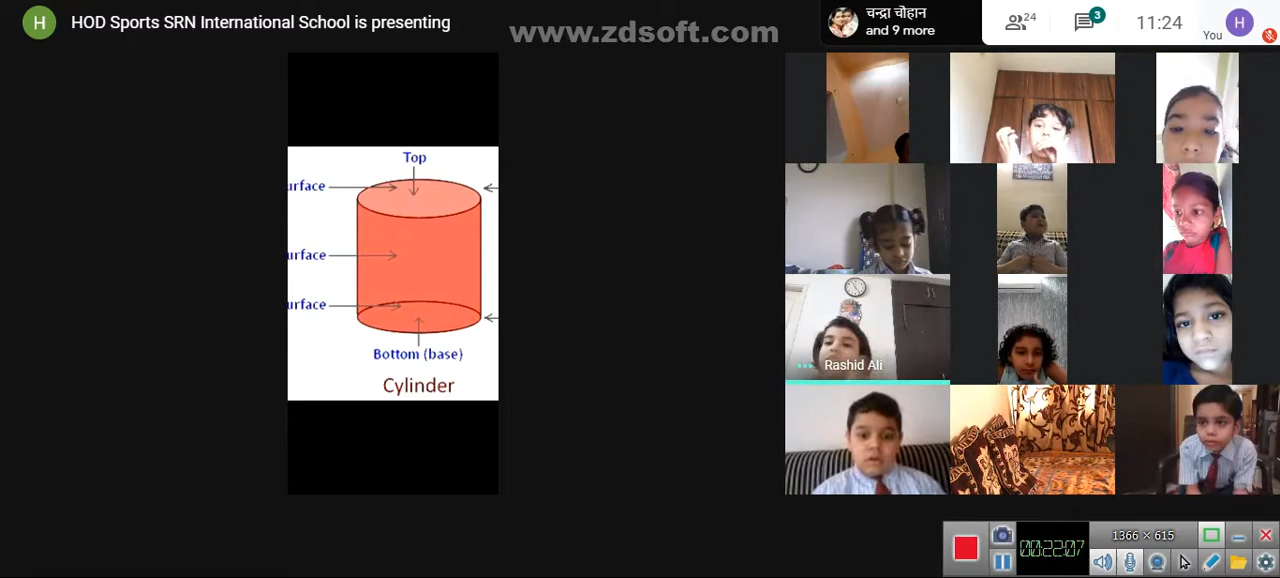 H HOD Sports SRN International School is presenting
www.zdsoft.com
चन्द्रा चोहान
and 9 more
24
3
11:24
You
H
Top
urface
urface
urface
Bottom (base)
Cylinder
Rashid Ali
00:22:07
1366 × 615